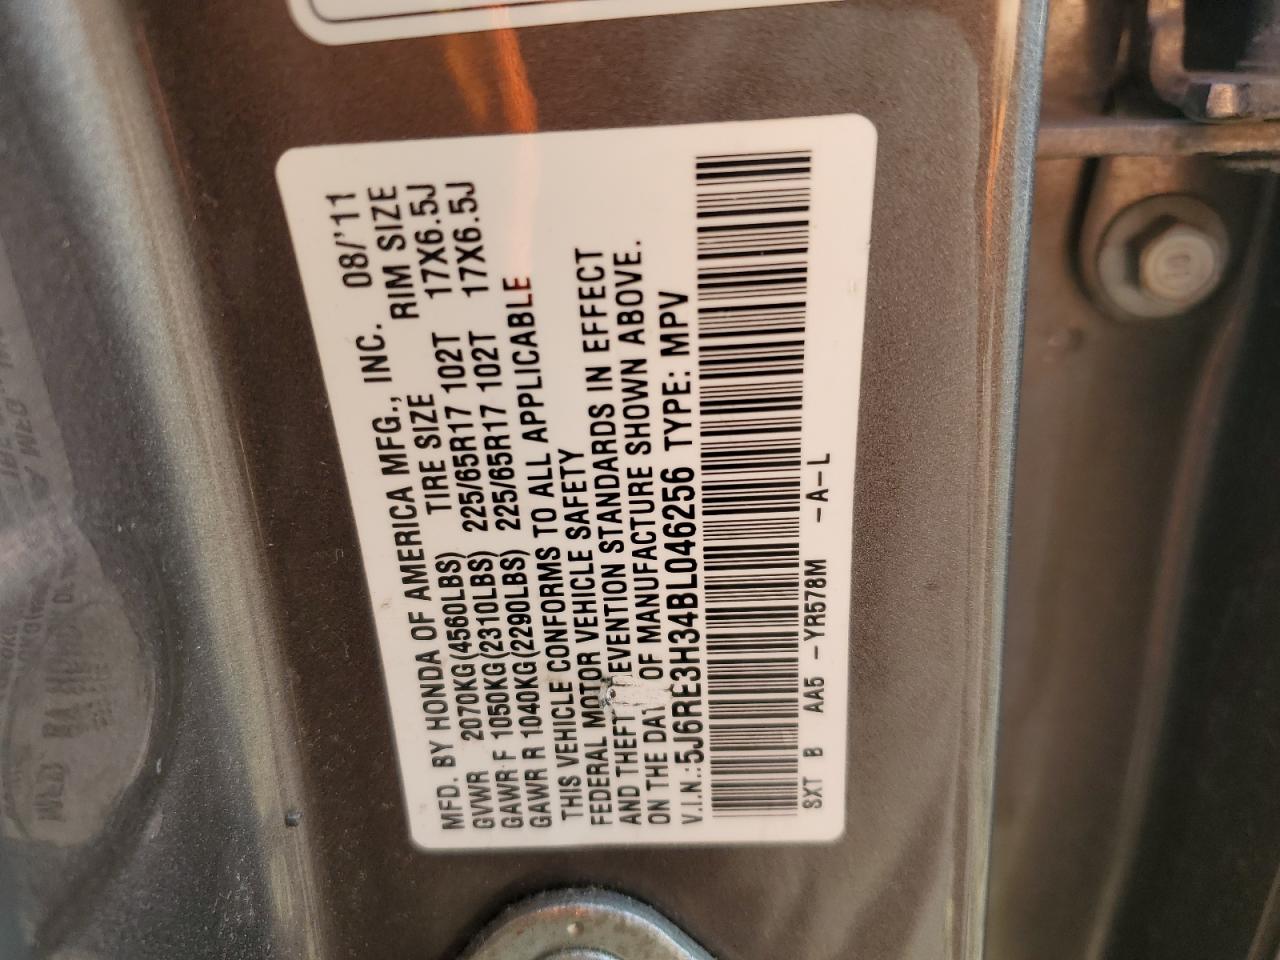 MFD. BY HONDA OF AMERICA MFG., INC. 08/'11
GVWR 2070KG(4560LBS) TIRE SIZE RIM SIZE
GAWR F 1050KG(2310LBS) 225/65R17 102T 17X6.5J
GAWR R 1040KG(2290LBS) 225/65R17 102T 17X6.5J
THIS VEHICLE CONFORMS TO ALL APPLICABLE
FEDERAL MOTOR VEHICLE SAFETY
AND THEFT EVENTION STANDARDS IN EFFECT
ON THE DAT OF MANUFACTURE SHOWN ABOVE.
V.I.N.:5J6RE3H34BL046256 TYPE: MPV
SXT B AA5 -YR578M -A-L